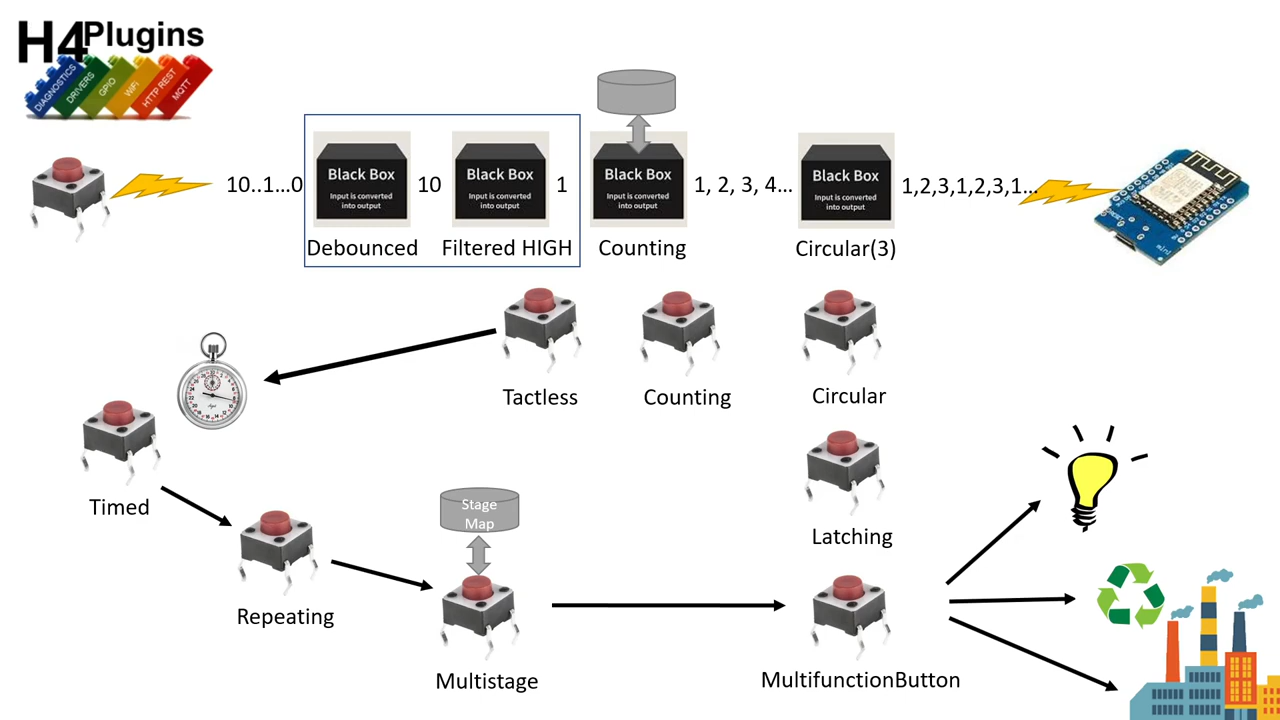 H4Plugins
DIAGNOSTICS
DRIVERS
GPIO
WiFi
HTTP REST
MQTT
10..1...0
Black Box
Input is converted
into output
10
Black Box
Input is converted
into output
1
Black Box
Input is converted
into output
1, 2, 3, 4...
Black Box
Input is converted
into output
1,2,3,1,2,3,1...
Debounced
Filtered HIGH
Counting
Circular(3)
Tactless
Counting
Circular
Timed
Stage
Map
Latching
Repeating
Multistage
MultifunctionButton